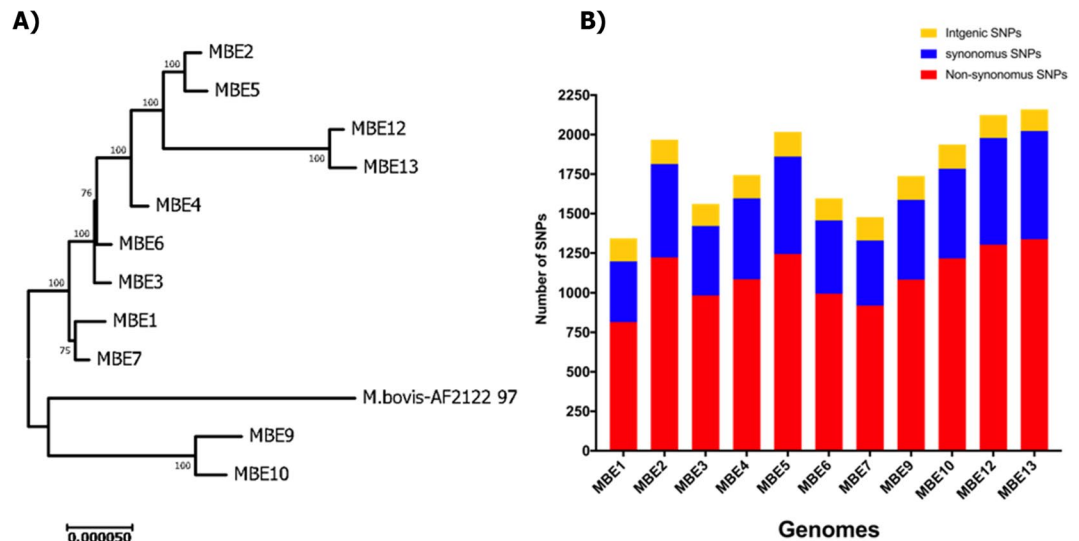 A)
MBE2
100
MBE5
100
MBE12
100
MBE13
100
MBE4
76
MBE6
100
MBE3
100
MBE1
75
MBE7
M.bovis-AF2122 97
MBE9
100
MBE10
0.000050
B)
Intgenic SNPs
synonomus SNPs
Non-synonomus SNPs
Number of SNPs
2250
2000
1750
1500
1250
1000
750
500
250
0
MBE1
MBE2
MBE3
MBE4
MBE5
MBE6
MBE7
MBE9
MBE10
MBE12
MBE13
Genomes